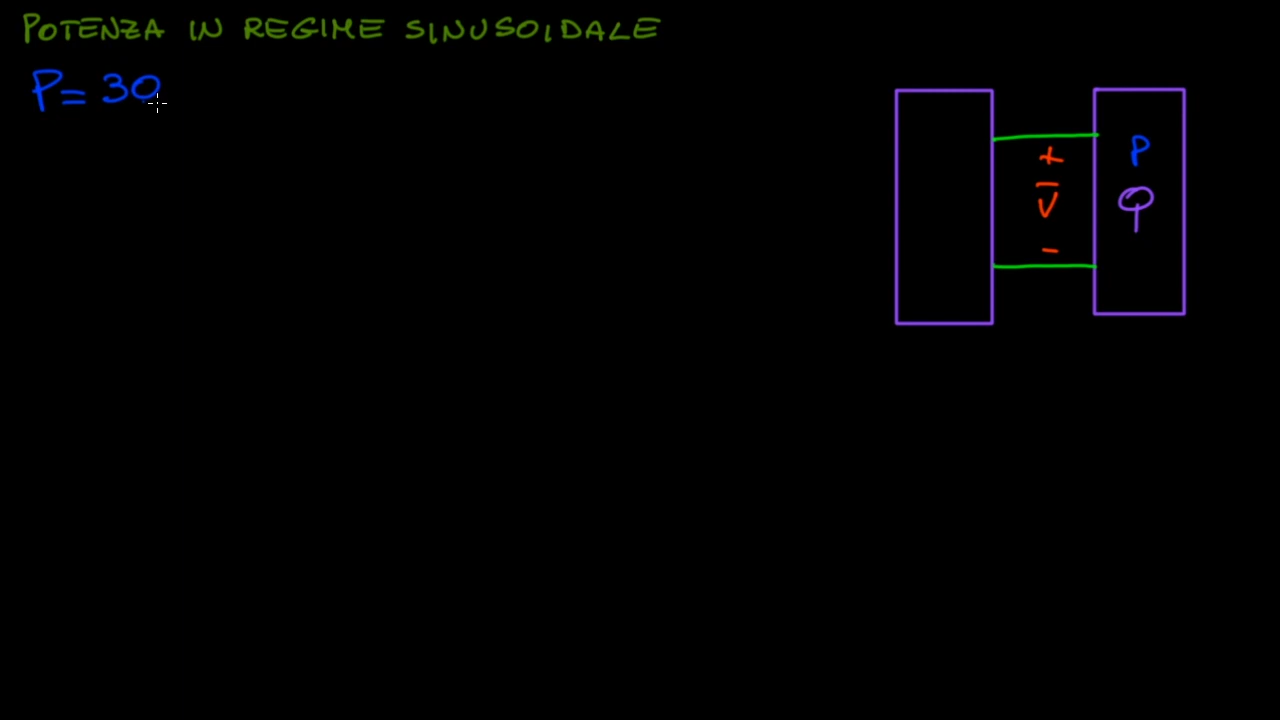 POTENZA IN REGIME SINUSOIDALE
P = 30
+
V̅
-
P
Q